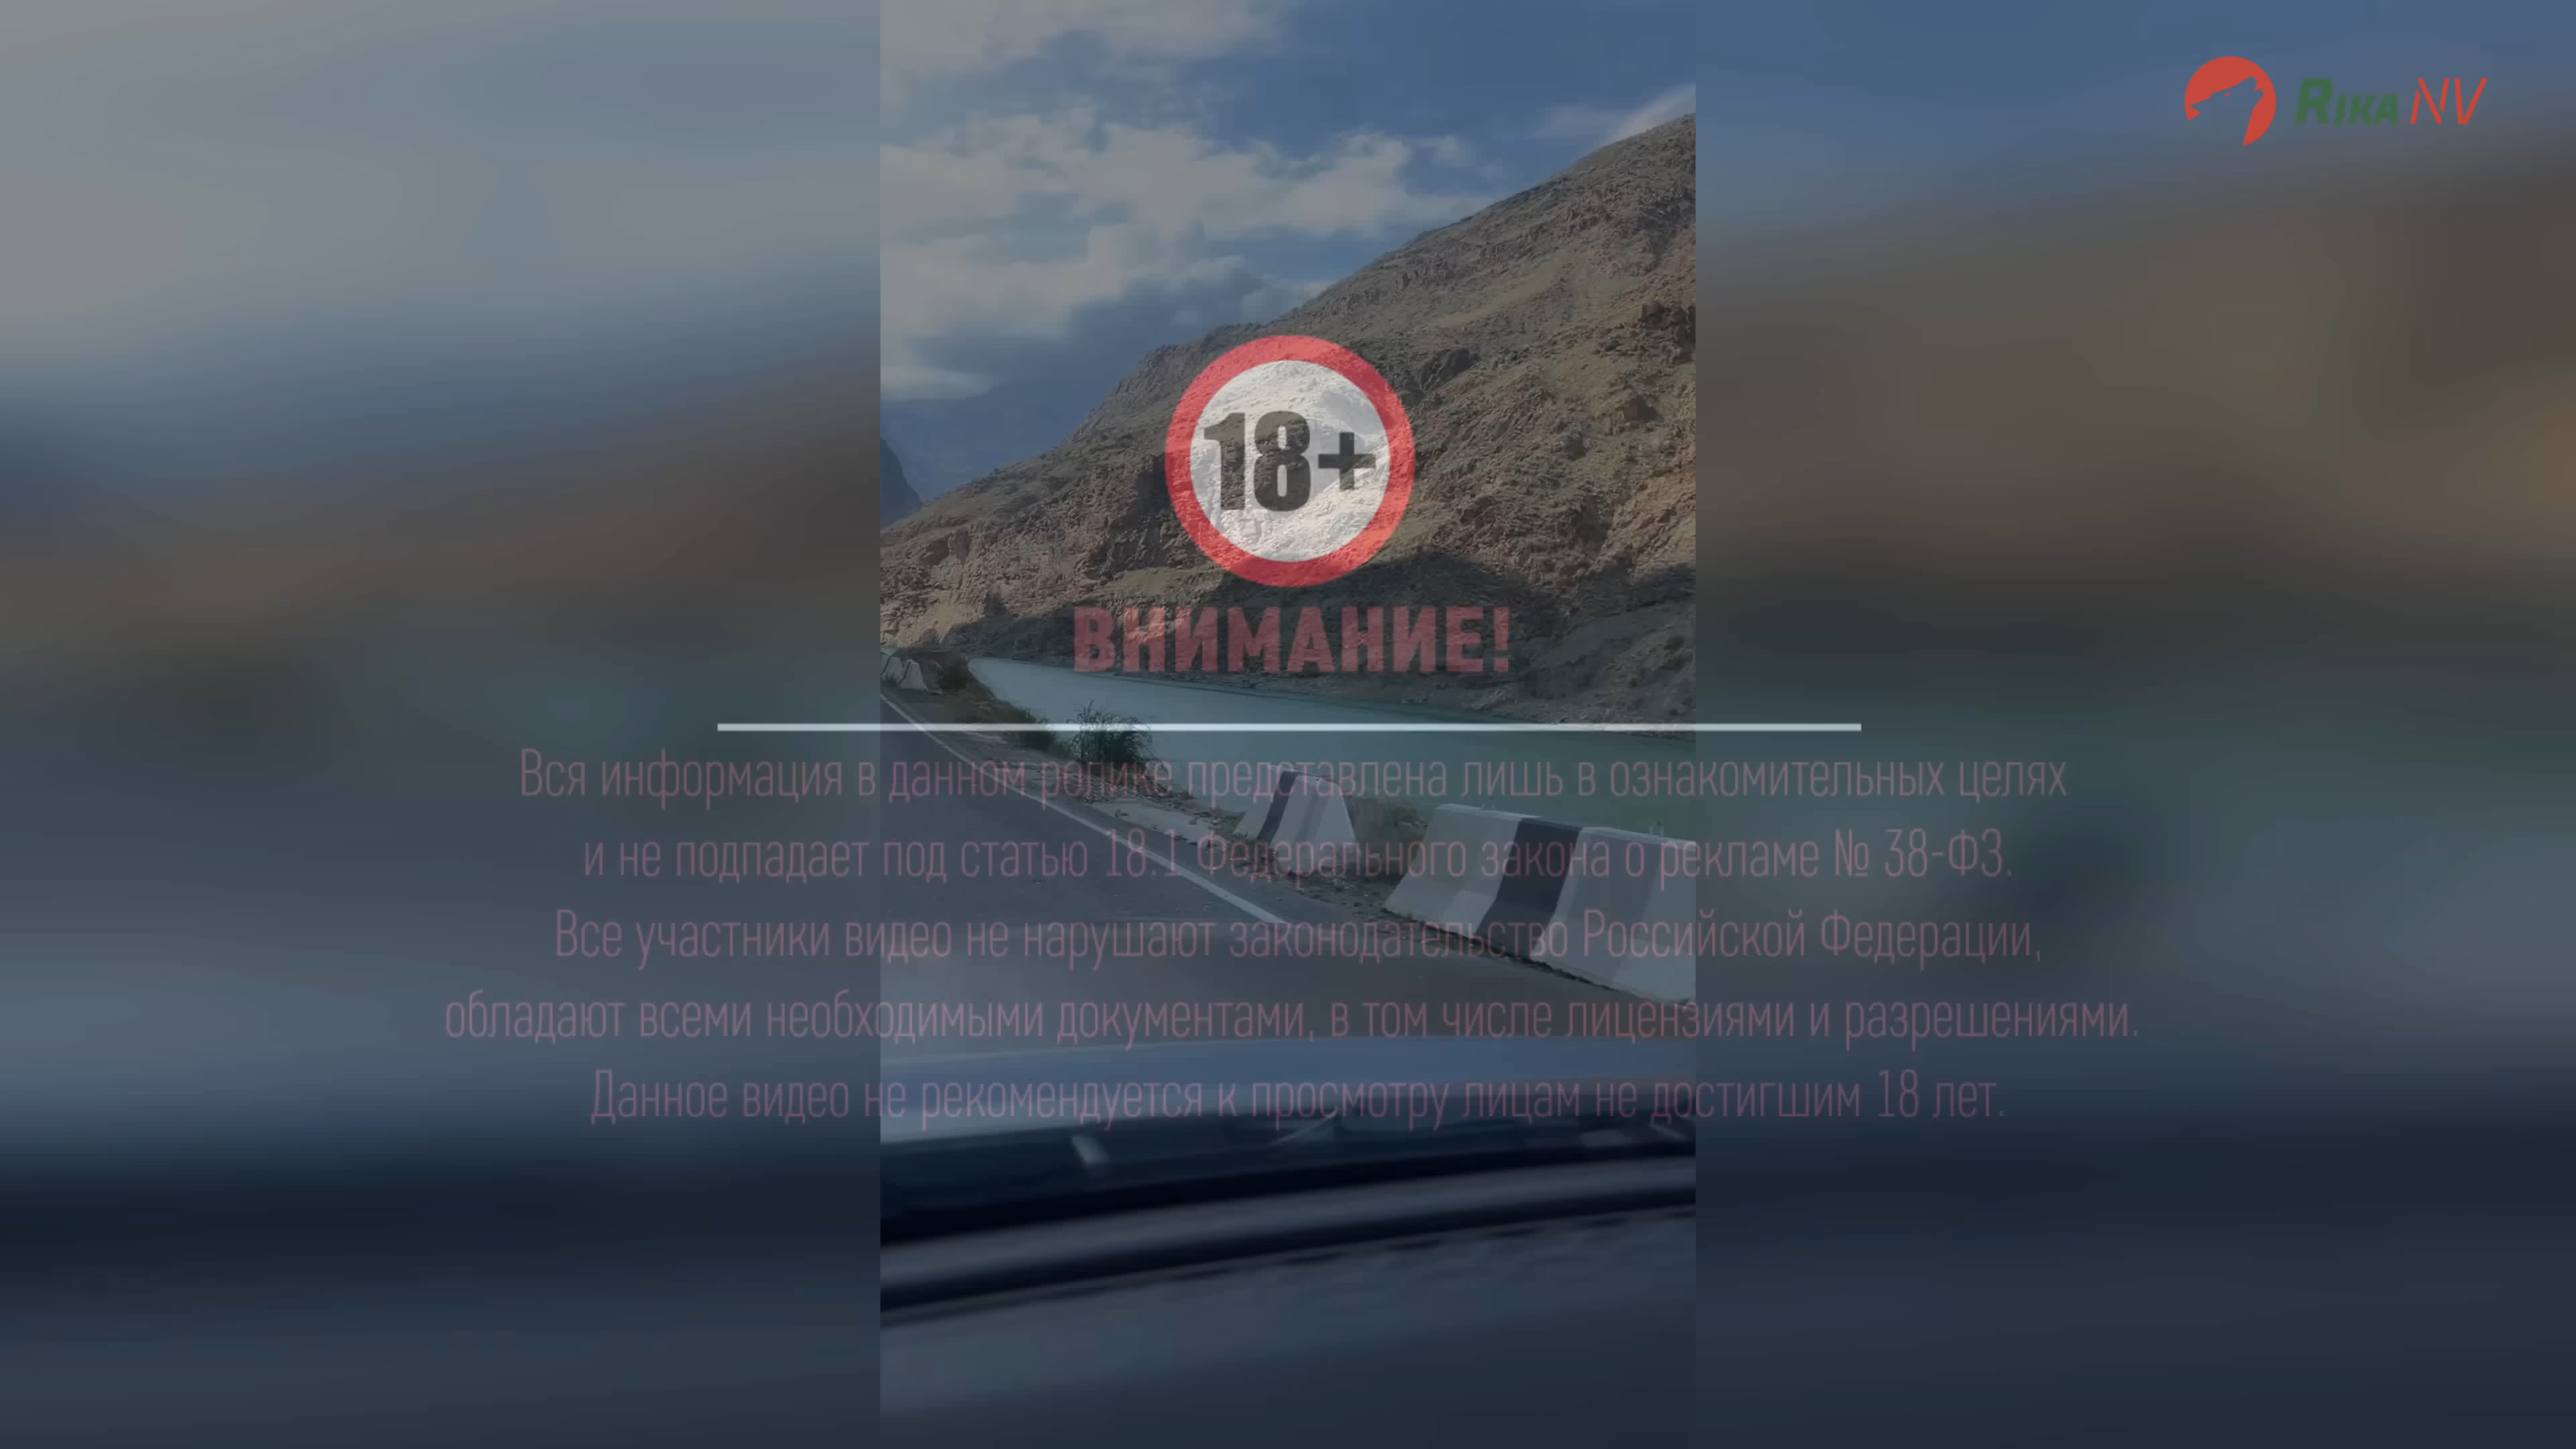 RIKA NV
18+
ВНИМАНИЕ!
Вся информация в данном ролике представлена лишь в ознакомительных целях
и не подпадает под статью 18.1 Федерального закона о рекламе № 38-ФЗ.
Все участники видео не нарушают законодательство Российской Федерации,
обладают всеми необходимыми документами, в том числе лицензиями и разрешениями.
Данное видео не рекомендуется к просмотру лицам не достигшим 18 лет.